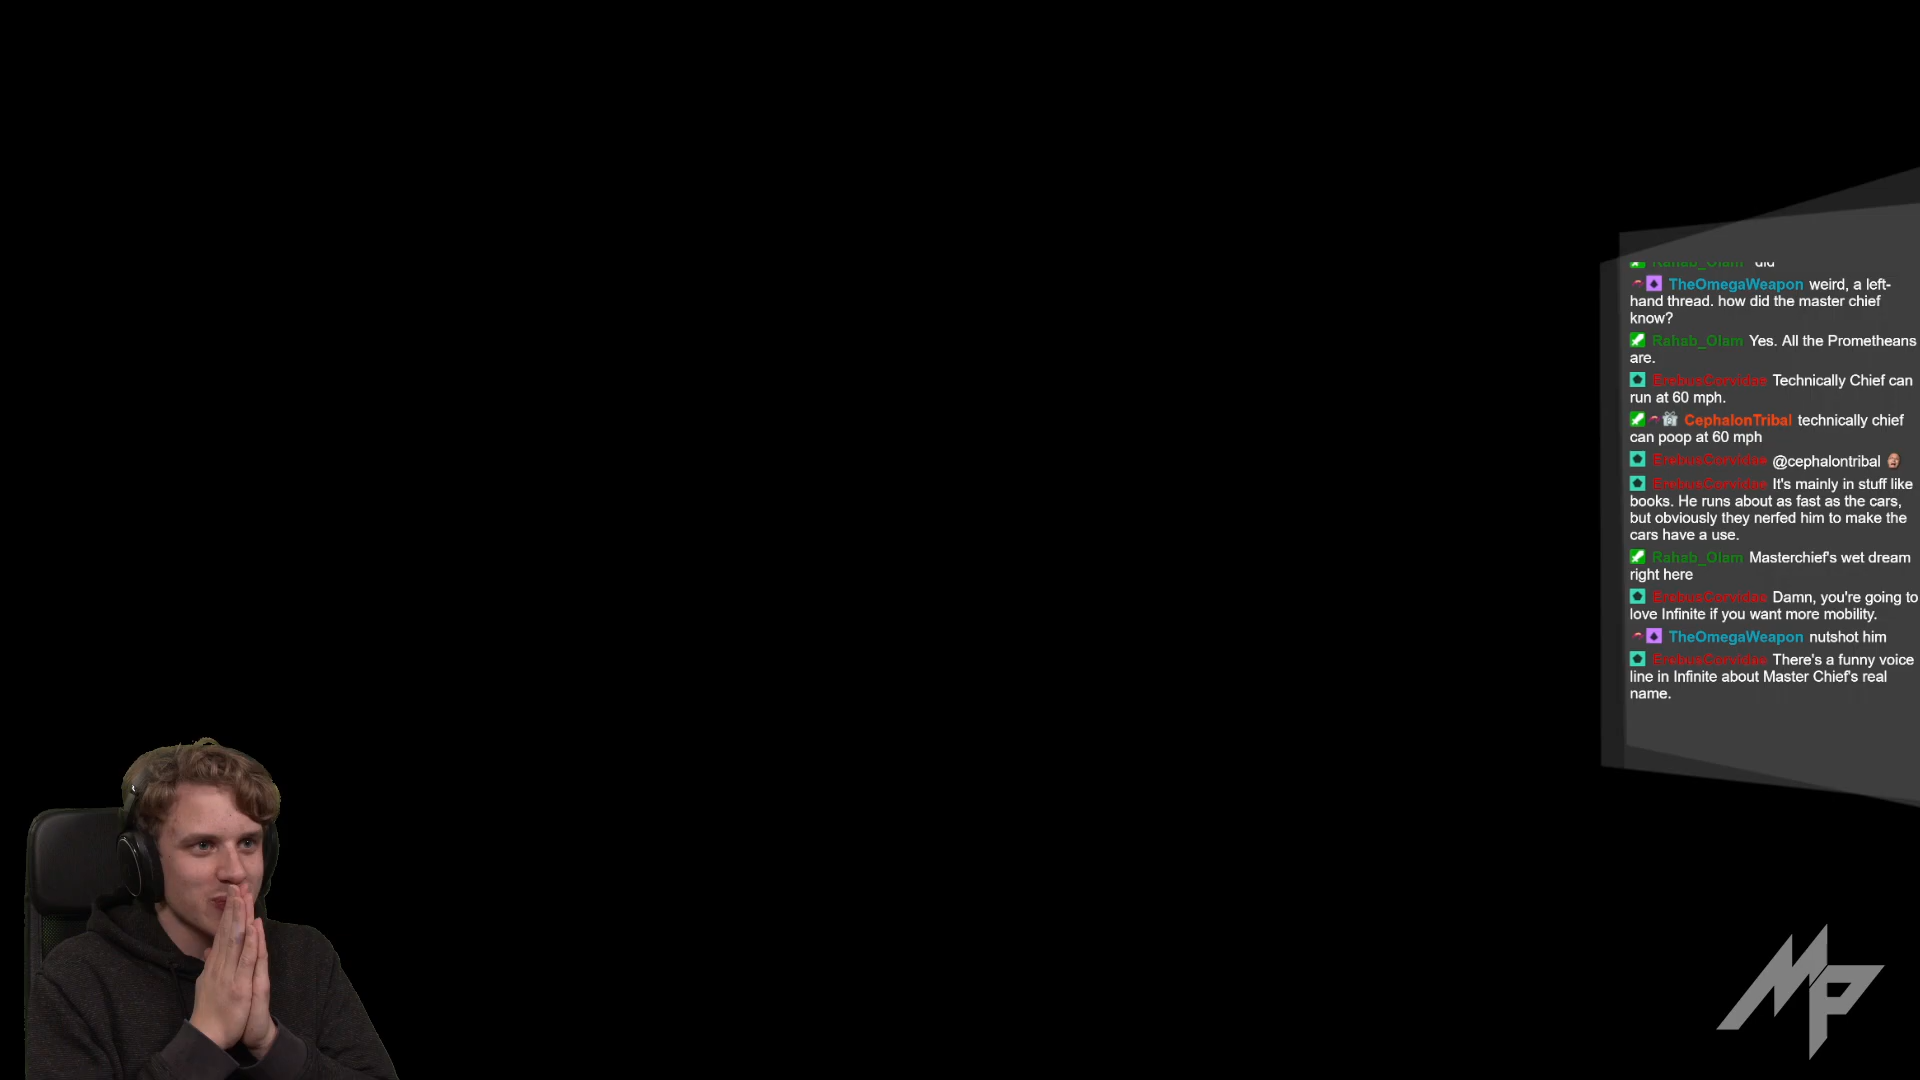 Rahab_Olam did
TheOmegaWeapon weird, a left-
hand thread. how did the master chief
know?
Rahab_Olam Yes. All the Prometheans
are.
ErebusCorvidae Technically Chief can
run at 60 mph.
CephalonTribal technically chief
can poop at 60 mph
ErebusCorvidae @cephalontribal
ErebusCorvidae It's mainly in stuff like
books. He runs about as fast as the cars,
but obviously they nerfed him to make the
cars have a use.
Rahab_Olam Masterchief's wet dream
right here
ErebusCorvidae Damn, you're going to
love Infinite if you want more mobility.
TheOmegaWeapon nutshot him
ErebusCorvidae There's a funny voice
line in Infinite about Master Chief's real
name.
MP